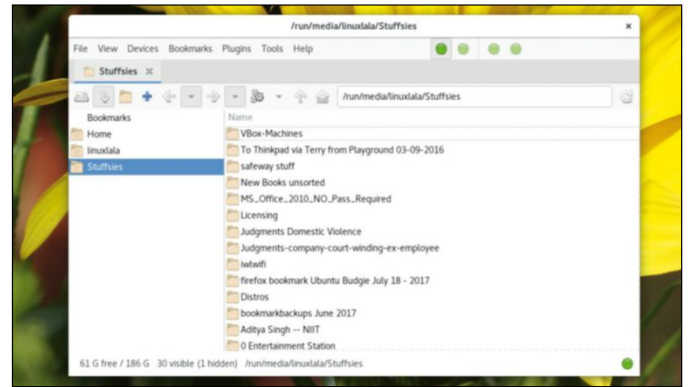 /run/media/linuxlala/Stuffsies
File View Devices Bookmarks Plugins Tools Help
Stuffsies
/run/media/linuxlala/Stuffsies
Bookmarks
Home
linuxlala
Stuffsies
Name
VBox-Machines
To Thinkpad via Terry from Playground 03-09-2016
safeway stuff
New Books unsorted
MS_Office_2010_NO_Pass_Required
Licensing
Judgments Domestic Violence
Judgments-company-court-winding-ex-employee
iwlwifi
firefox bookmark Ubuntu Budgie July 18 - 2017
Distros
bookmarkbackups June 2017
Aditya Singh -- NIIT
0 Entertainment Station
61 G free / 186 G 30 visible (1 hidden) /run/media/linuxlala/Stuffsies